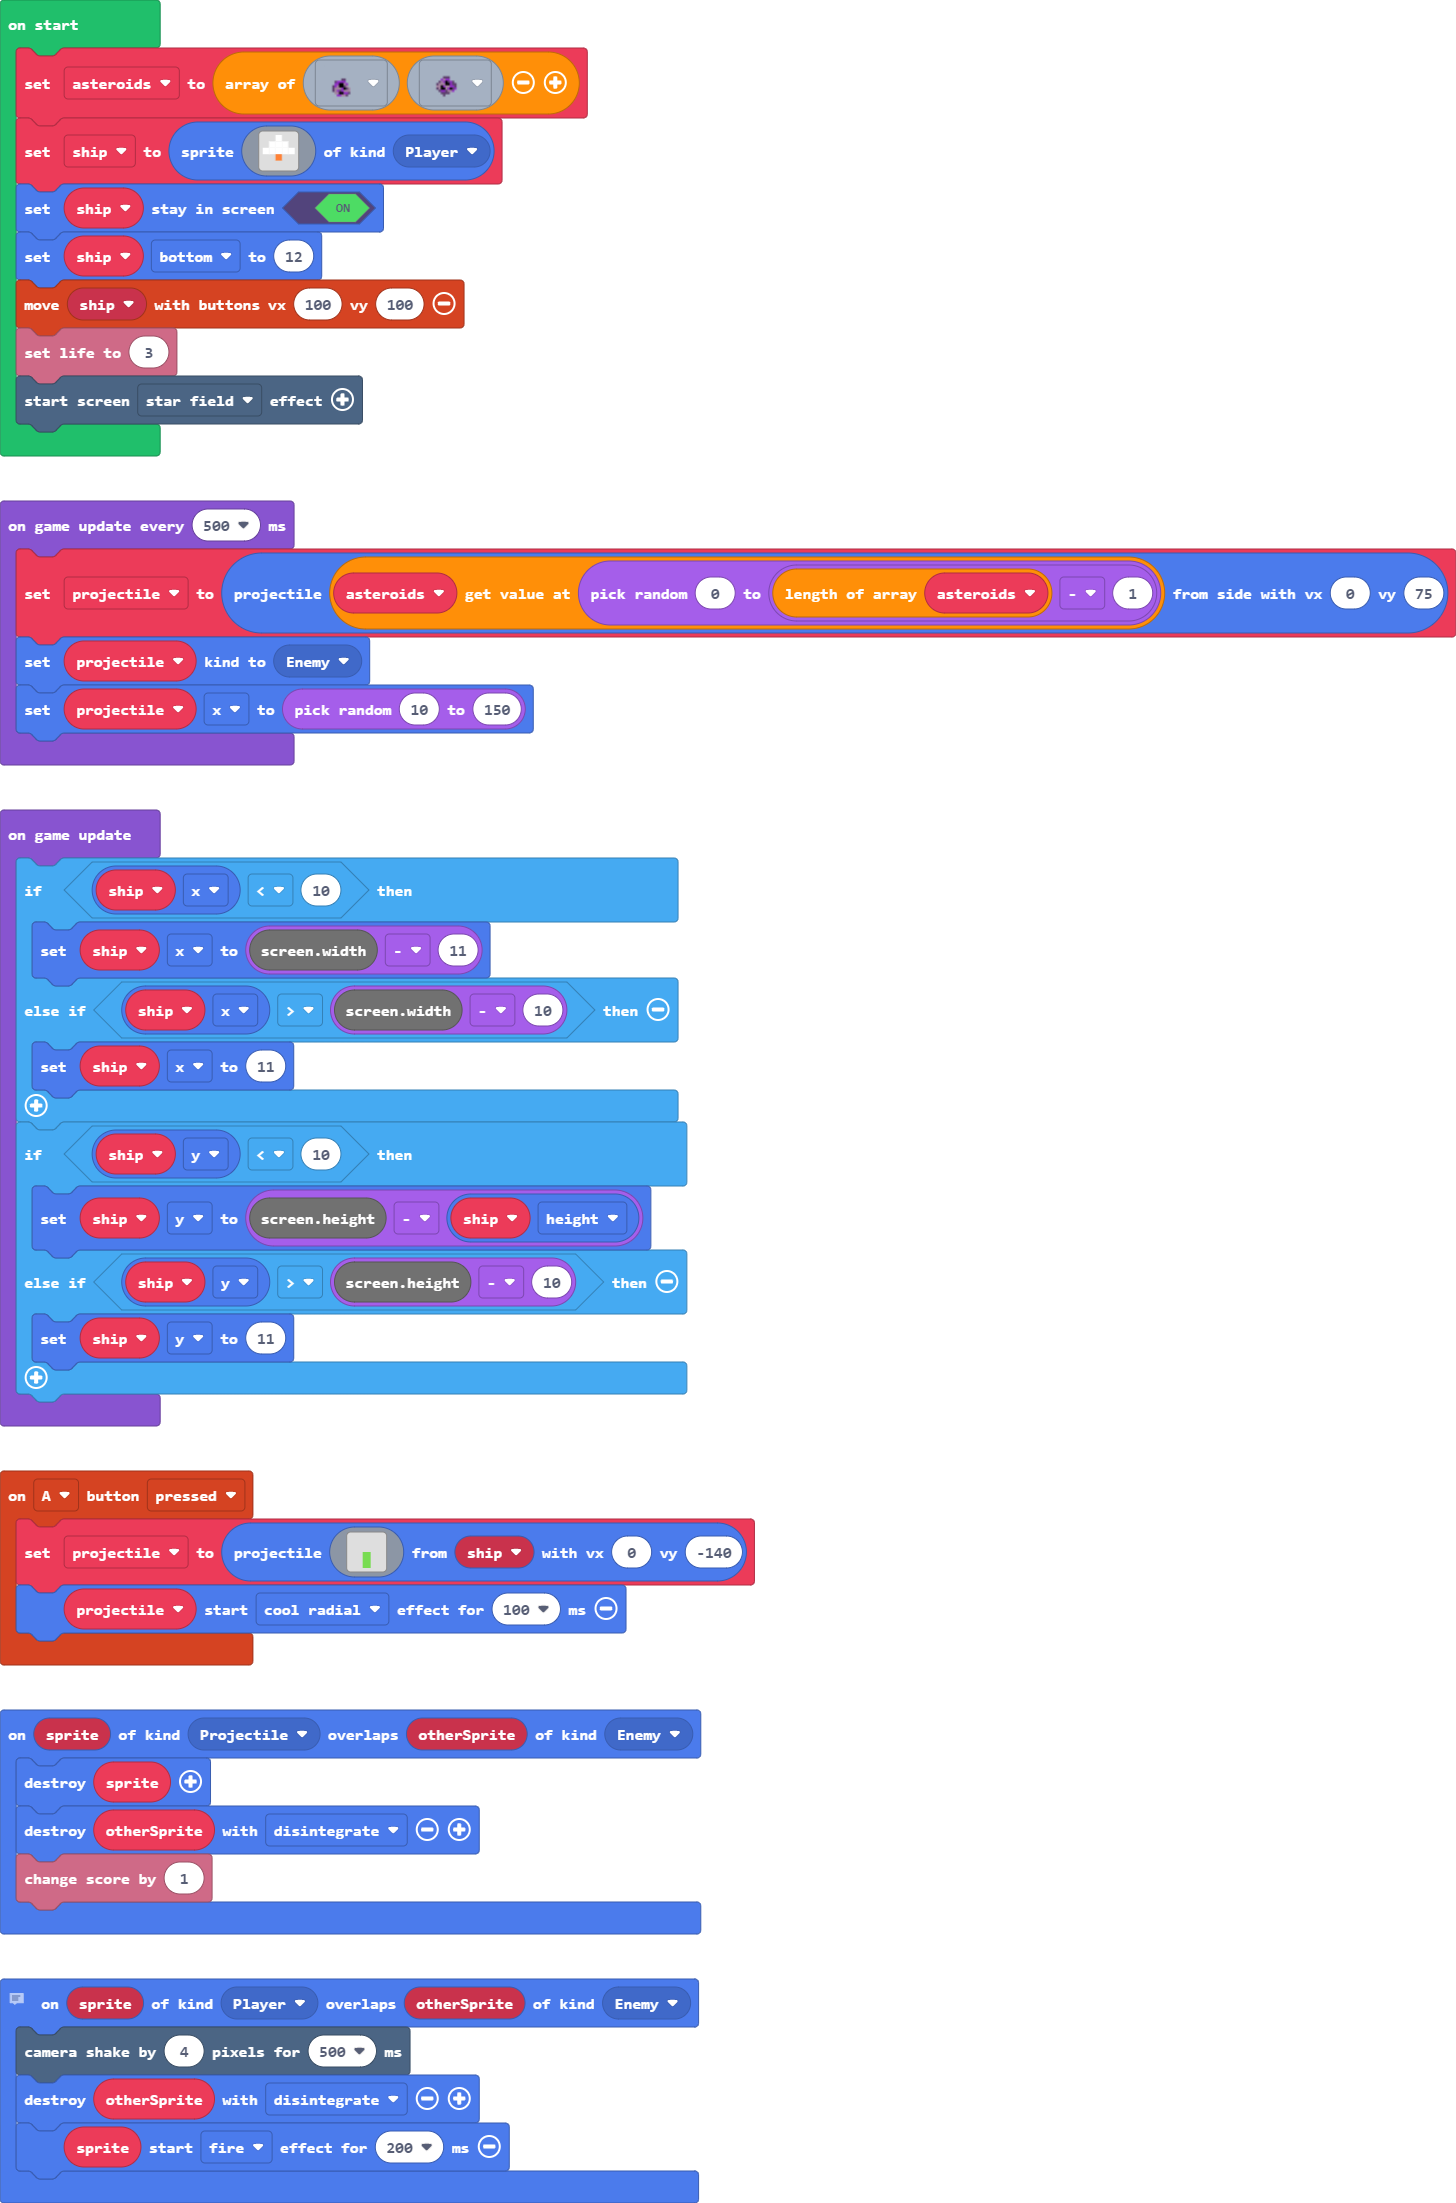 on start
set asteroids to array of
set ship to sprite of kind Player
set ship stay in screen ON
set ship bottom to 12
move ship with buttons vx 100 vy 100
set life to 3
start screen star field effect
on game update every 500 ms
set projectile to projectile asteroids get value at pick random 0 to length of array asteroids - 1 from side with vx 0 vy 75
set projectile kind to Enemy
set projectile x to pick random 10 to 150
on game update
if ship x < 10 then
set ship x to screen.width - 11
else if ship x > screen.width - 10 then
set ship x to 11
if ship y < 10 then
set ship y to screen.height - ship height
else if ship y > screen.height - 10 then
set ship y to 11
on A button pressed
set projectile to projectile from ship with vx 0 vy -140
projectile start cool radial effect for 100 ms
on sprite of kind Projectile overlaps otherSprite of kind Enemy
destroy sprite
destroy otherSprite with disintegrate
change score by 1
on sprite of kind Player overlaps otherSprite of kind Enemy
camera shake by 4 pixels for 500 ms
destroy otherSprite with disintegrate
sprite start fire effect for 200 ms